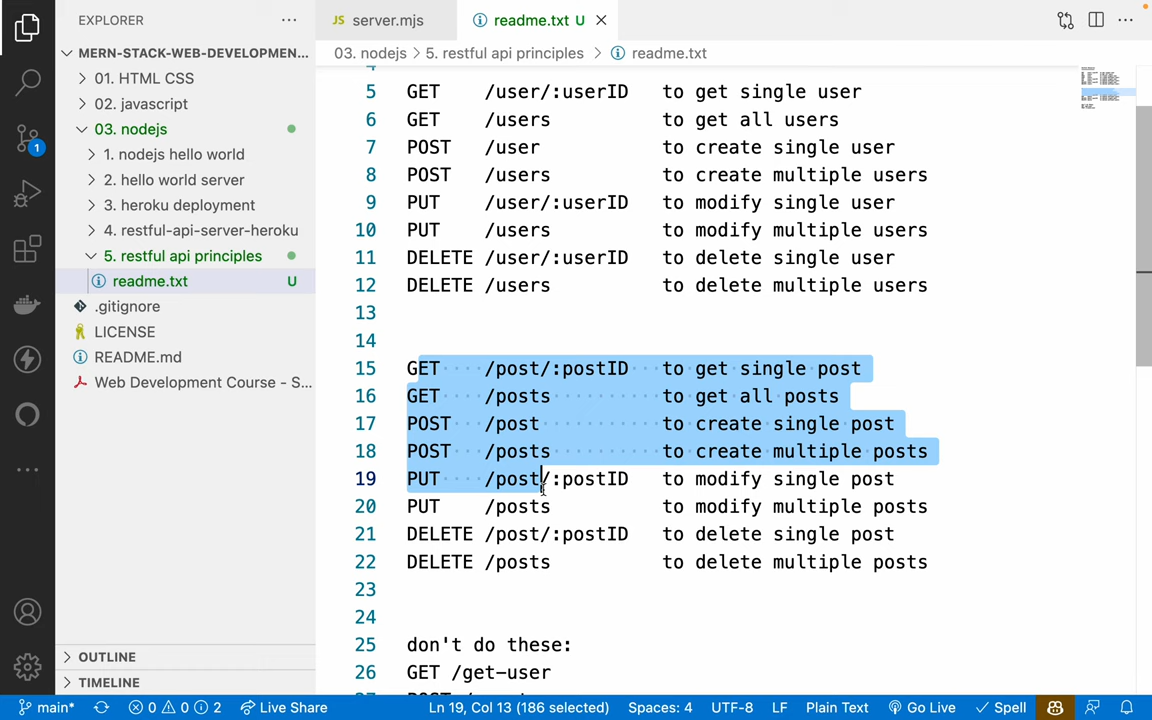 EXPLORER
MERN-STACK-WEB-DEVELOPMEN...
01. HTML CSS
02. javascript
03. nodejs
1. nodejs hello world
2. hello world server
3. heroku deployment
4. restful-api-server-heroku
5. restful api principles
readme.txt U
.gitignore
LICENSE
README.md
Web Development Course - S...
OUTLINE
TIMELINE
1
JS server.mjs
readme.txt U
03. nodejs > 5. restful api principles > readme.txt
5 GET /user/:userID to get single user
6 GET /users to get all users
7 POST /user to create single user
8 POST /users to create multiple users
9 PUT /user/:userID to modify single user
10 PUT /users to modify multiple users
11 DELETE /user/:userID to delete single user
12 DELETE /users to delete multiple users
13
14
15 GET /post/:postID to get single post
16 GET /posts to get all posts
17 POST /post to create single post
18 POST /posts to create multiple posts
19 PUT /post/:postID to modify single post
20 PUT /posts to modify multiple posts
21 DELETE /post/:postID to delete single post
22 DELETE /posts to delete multiple posts
23
24
25 don't do these:
26 GET /get-user
main* 0 0 2 Live Share Ln 19, Col 13 (186 selected) Spaces: 4 UTF-8 LF Plain Text Go Live Spell